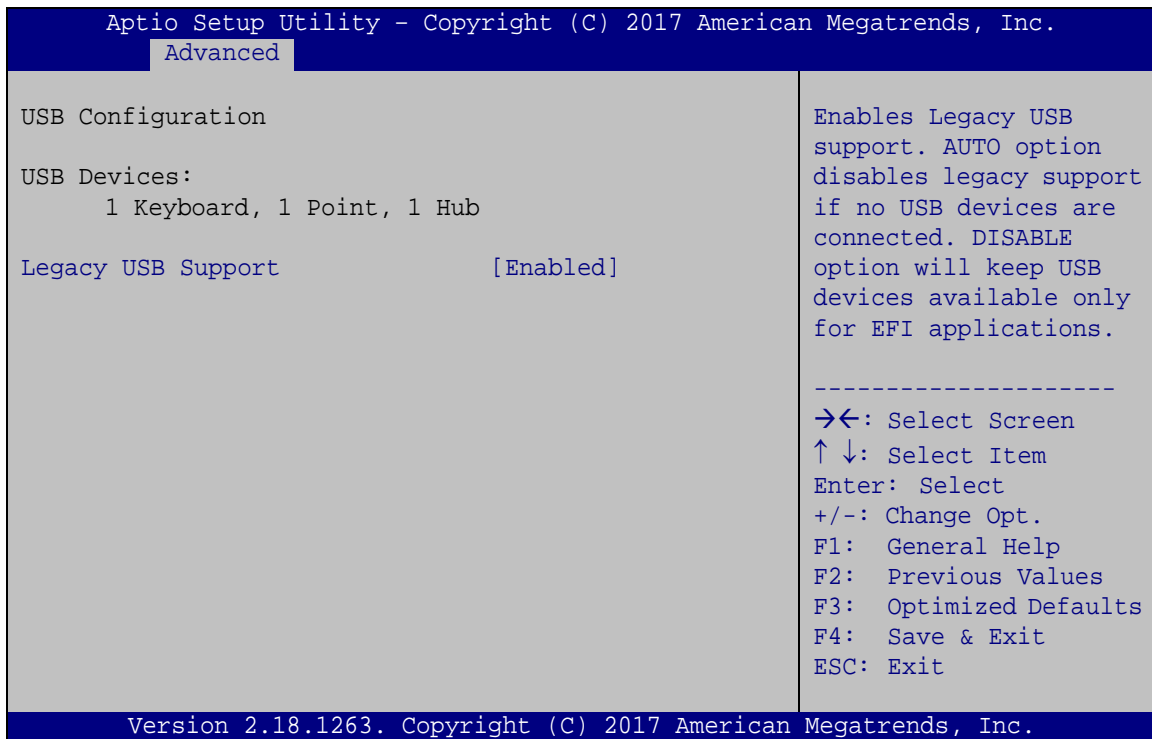 Aptio Setup Utility – Copyright (C) 2017 American Megatrends, Inc.
Advanced
USB Configuration
USB Devices:
1 Keyboard, 1 Point, 1 Hub
Legacy USB Support [Enabled]
Enables Legacy USB
support. AUTO option
disables legacy support
if no USB devices are
connected. DISABLE
option will keep USB
devices available only
for EFI applications.
---------------------
→←: Select Screen
↑ ↓: Select Item
Enter: Select
+/-: Change Opt.
F1: General Help
F2: Previous Values
F3: Optimized Defaults
F4: Save & Exit
ESC: Exit
Version 2.18.1263. Copyright (C) 2017 American Megatrends, Inc.